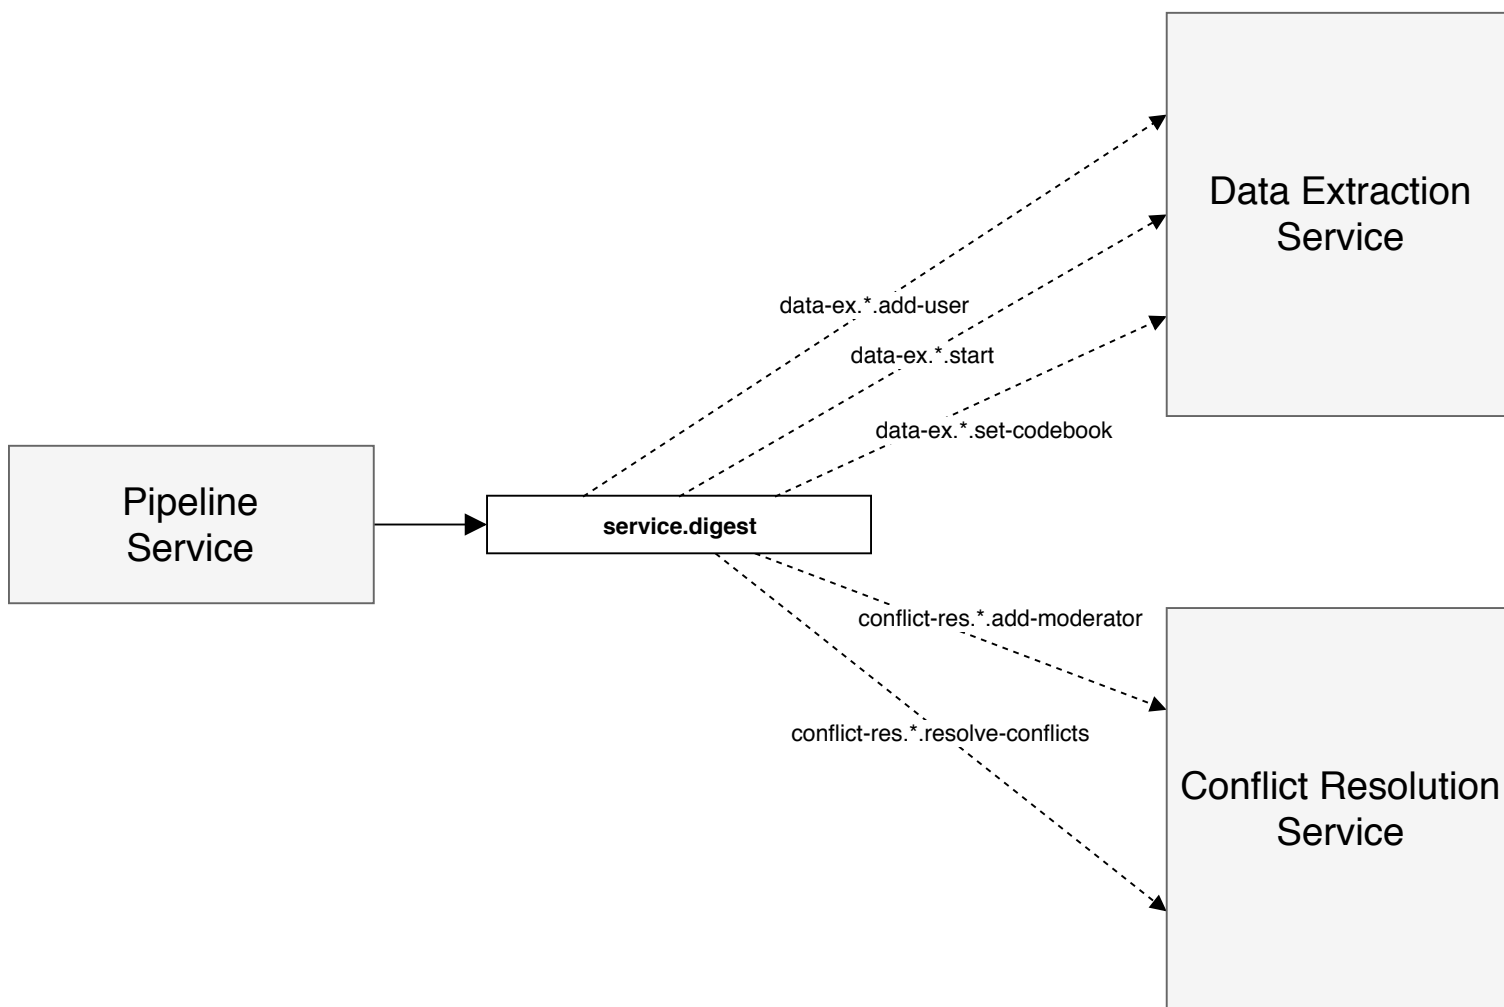 Data Extraction
Service
data-ex.*.add-user
data-ex.*.start
data-ex.*.set-codebook
Pipeline
Service
service.digest
conflict-res.*.add-moderator
conflict-res.*.resolve-conflicts
Conflict Resolution
Service